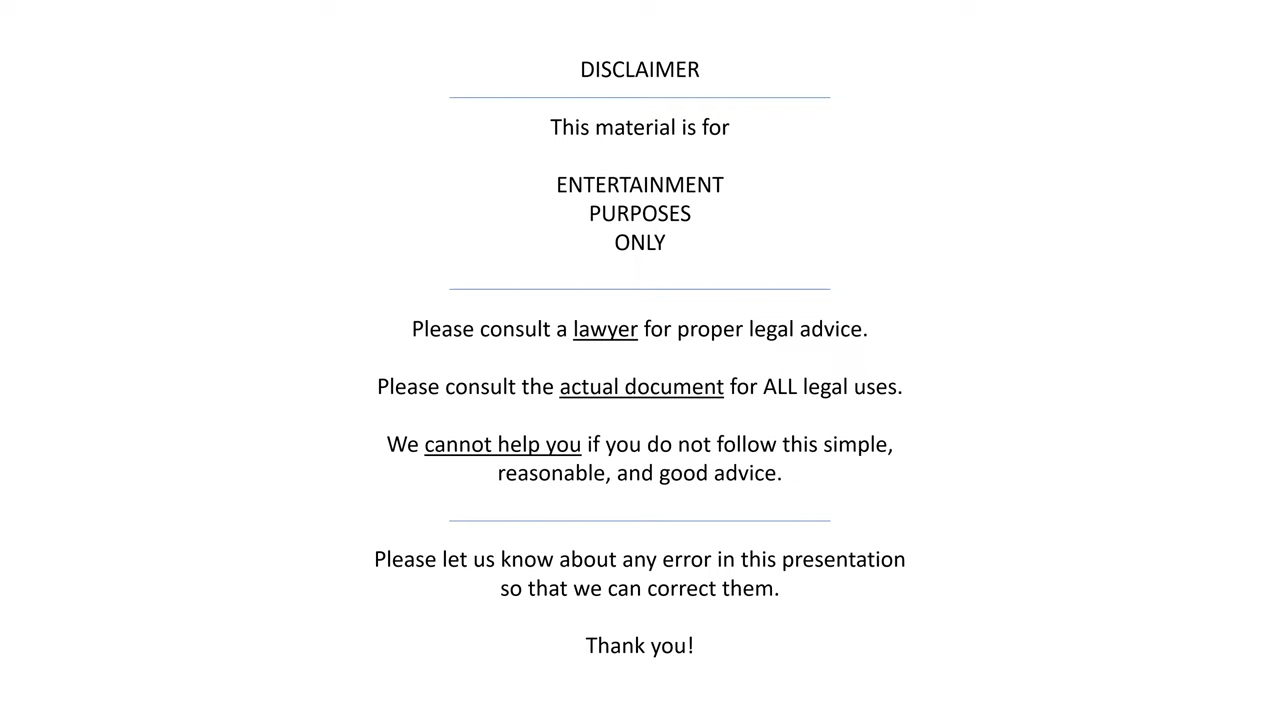 DISCLAIMER
This material is for
ENTERTAINMENT
PURPOSES
ONLY
Please consult a lawyer for proper legal advice.
Please consult the actual document for ALL legal uses.
We cannot help you if you do not follow this simple,
reasonable, and good advice.
Please let us know about any error in this presentation
so that we can correct them.
Thank you!